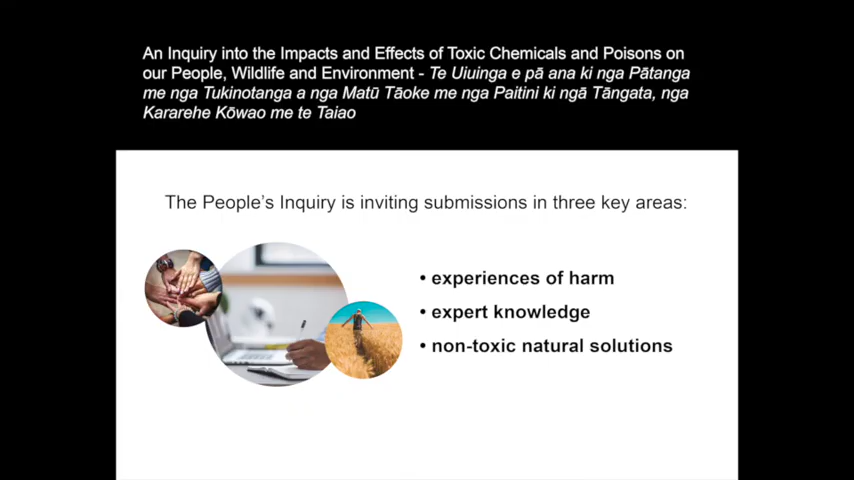 An Inquiry into the Impacts and Effects of Toxic Chemicals and Poisons on
our People, Wildlife and Environment - Te Uiuinga e pā ana ki nga Pātanga
me nga Tukinotanga a nga Matū Tāoke me nga Paitini ki ngā Tāngata, nga
Kararehe Kōwao me te Taiao
The People's Inquiry is inviting submissions in three key areas:
• experiences of harm
• expert knowledge
• non-toxic natural solutions